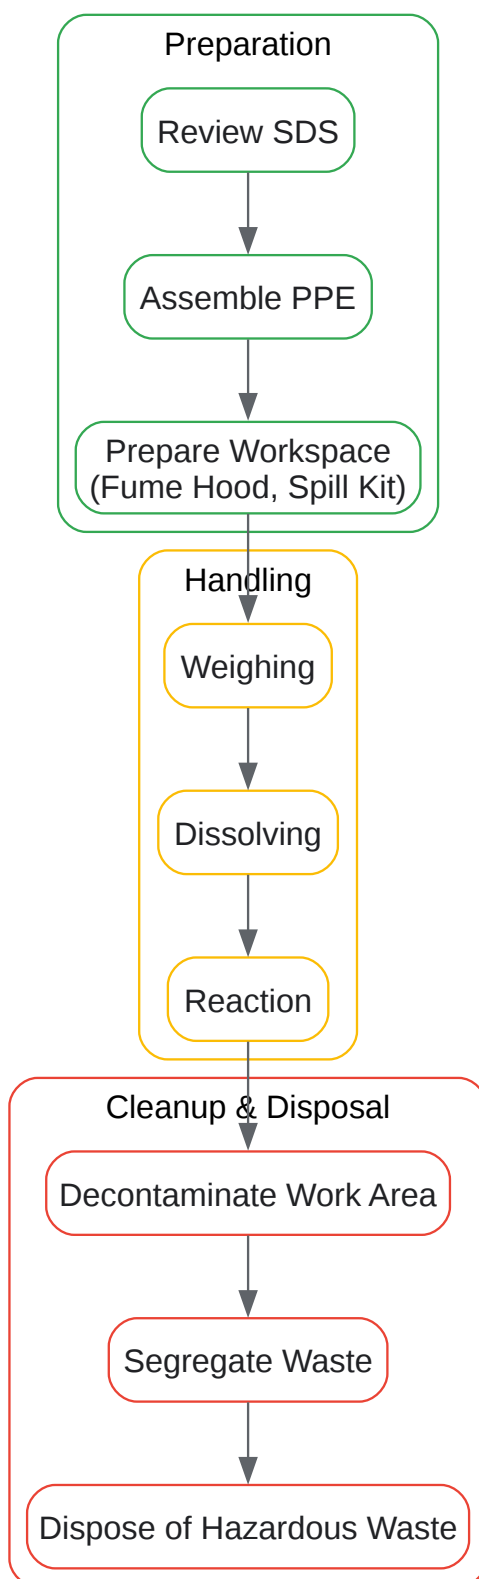 Preparation
Review SDS
Assemble PPE
Prepare Workspace
(Fume Hood, Spill Kit)
Handling
Weighing
Dissolving
Reaction
Cleanup & Disposal
Decontaminate Work Area
Segregate Waste
Dispose of Hazardous Waste